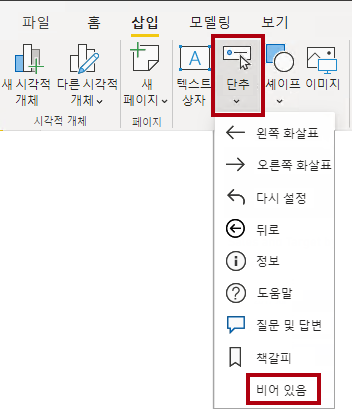 파일 홈 삽입 모델링 보기
새 시각적 개체
다른 시각적 개체
새 페이지
텍스트 상자
A
단추
셰이프
이미지
시각적 개체
페이지
왼쪽 화살표
오른쪽 화살표
다시 설정
뒤로
정보
도움말
질문 및 답변
책갈피
비어 있음